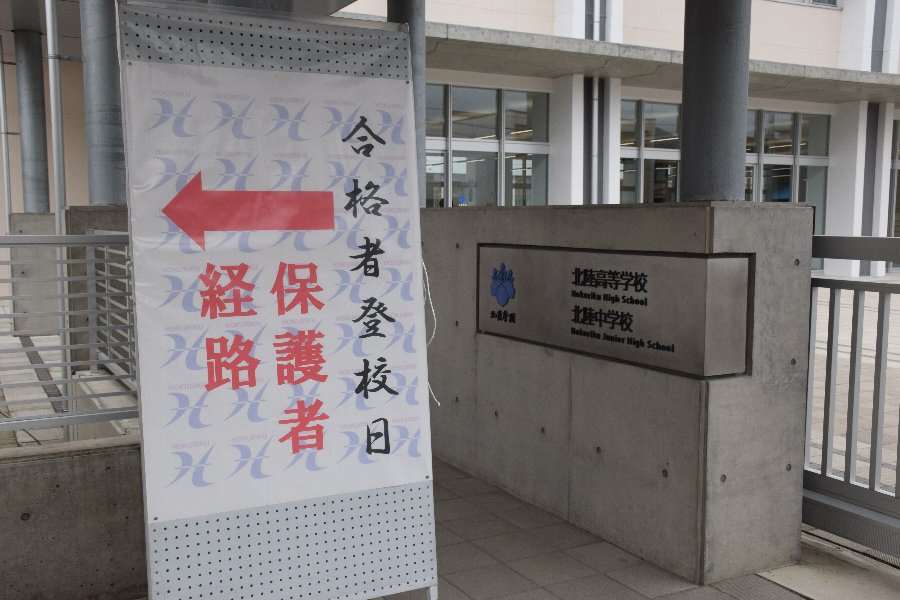 合格者登校日
保護者
経路
HOKURIKU
北陸高等学校
Hokuriku High School
北陸中学校
Hokuriku Junior High School